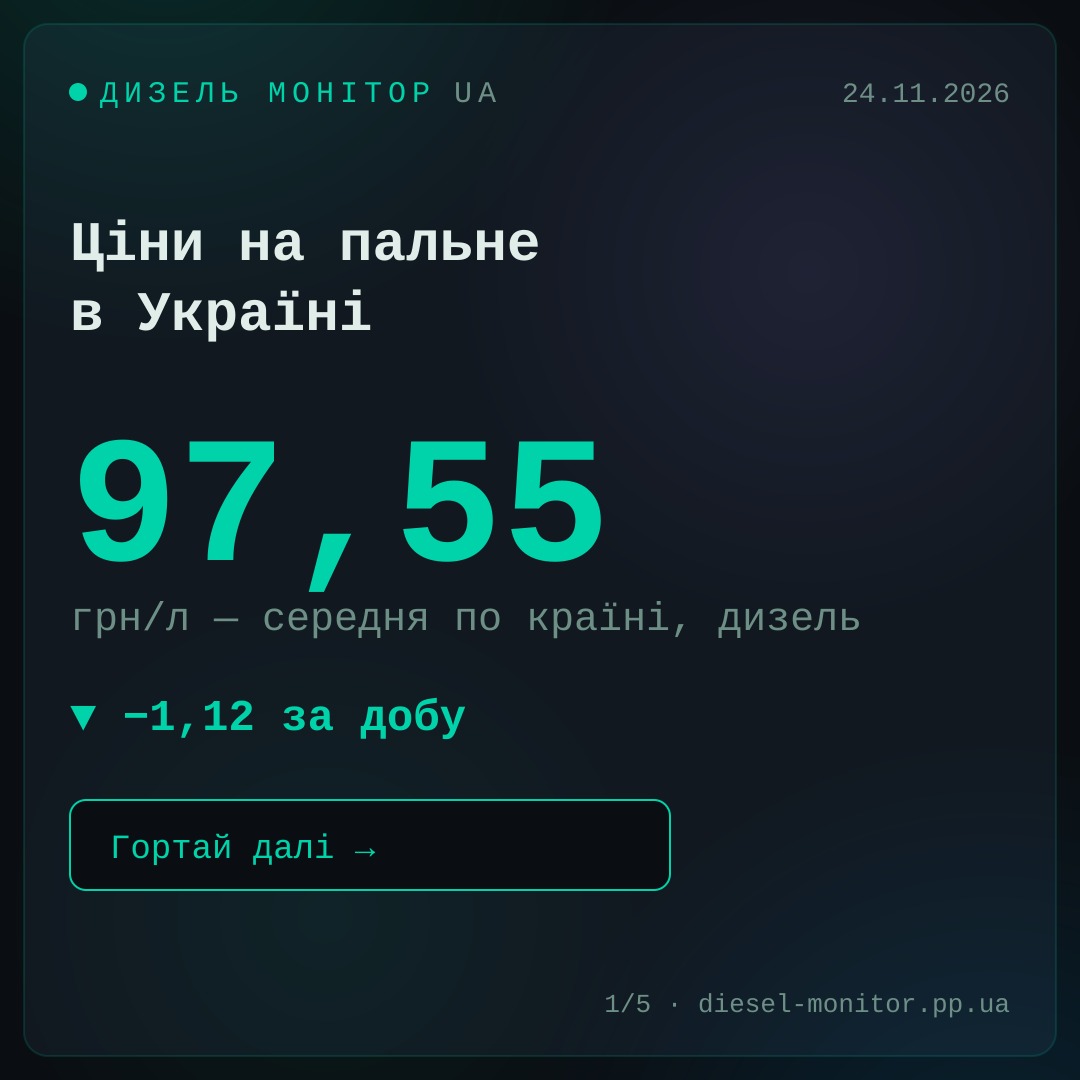 ДИЗЕЛЬ МОНІТОР UA
24.11.2026
Ціни на пальне
в Україні
97,55
грн/л — середня по країні, дизель
▼ −1,12 за добу
Гортай далі →
1/5 · diesel-monitor.pp.ua